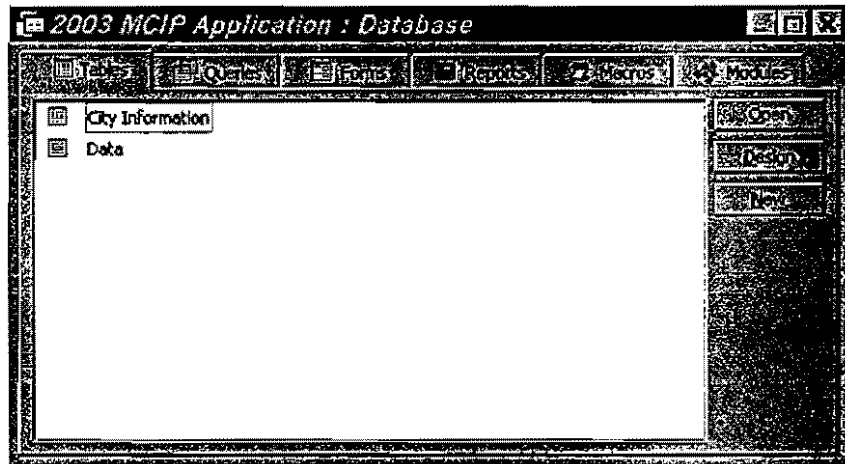 2003 MCIP Application : Database
Tables Queries Forms Reports Macros Modules
City Information
Data
Open
Design
New